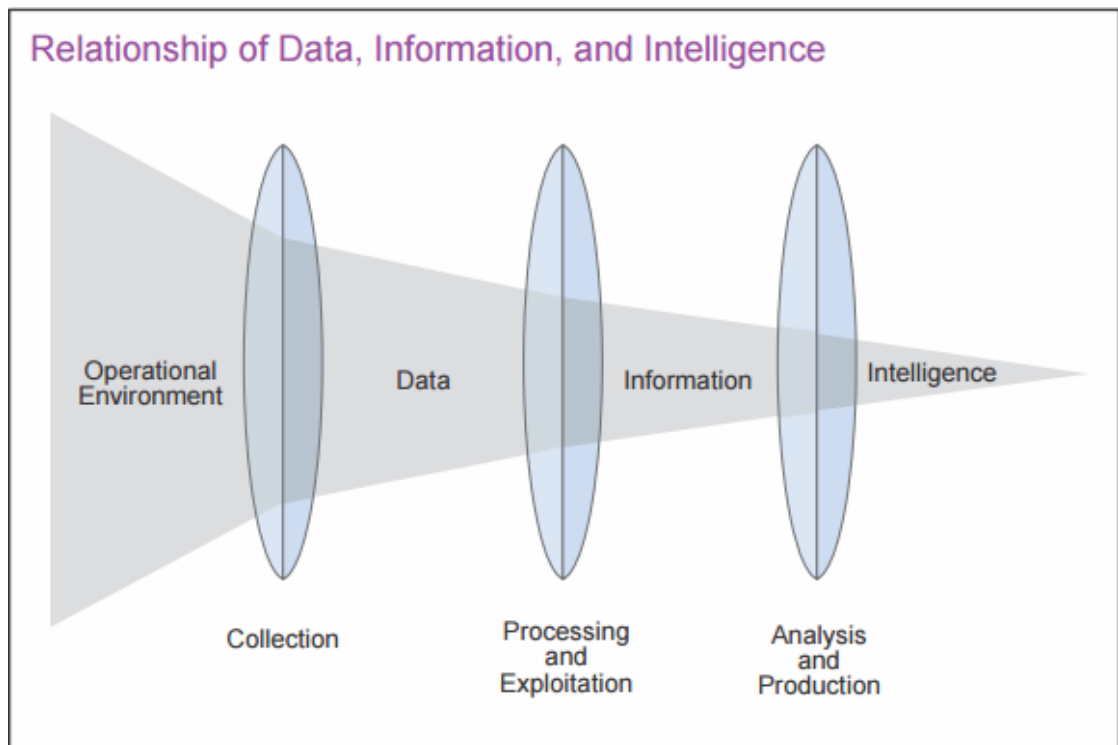 Relationship of Data, Information, and Intelligence
Operational
Environment
Data
Information
Intelligence
Collection
Processing
and
Exploitation
Analysis
and
Production